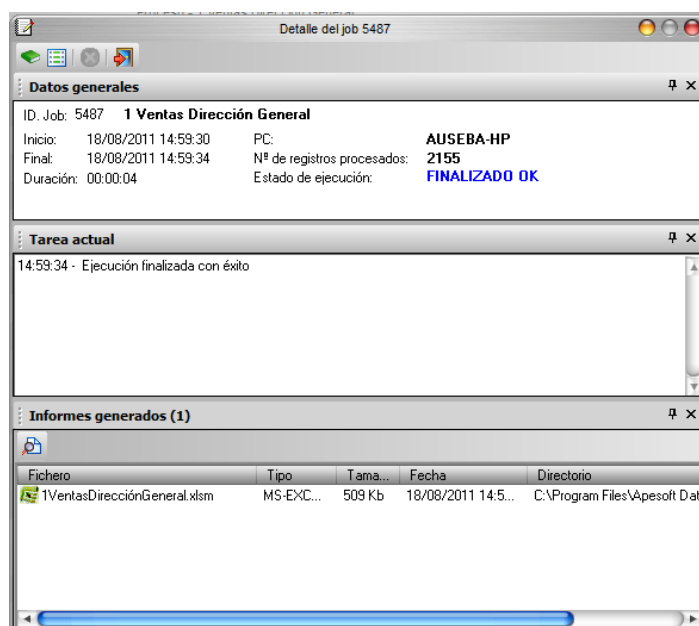 Detalle del job 5487
Datos generales
ID. Job: 5487 1 Ventas Dirección General
Inicio: 18/08/2011 14:59:30 PC: AUSEBA-HP
Final: 18/08/2011 14:59:34 Nº de registros procesados: 2155
Duración: 00:00:04 Estado de ejecución: FINALIZADO OK
Tarea actual
14:59:34 - Ejecución finalizada con éxito
Informes generados (1)
Fichero Tipo Tama... Fecha Directorio
1VentasDirecciónGeneral.xlsm MS-EXC... 509 Kb 18/08/2011 14:5... C:\Program Files\Apesoft Dat